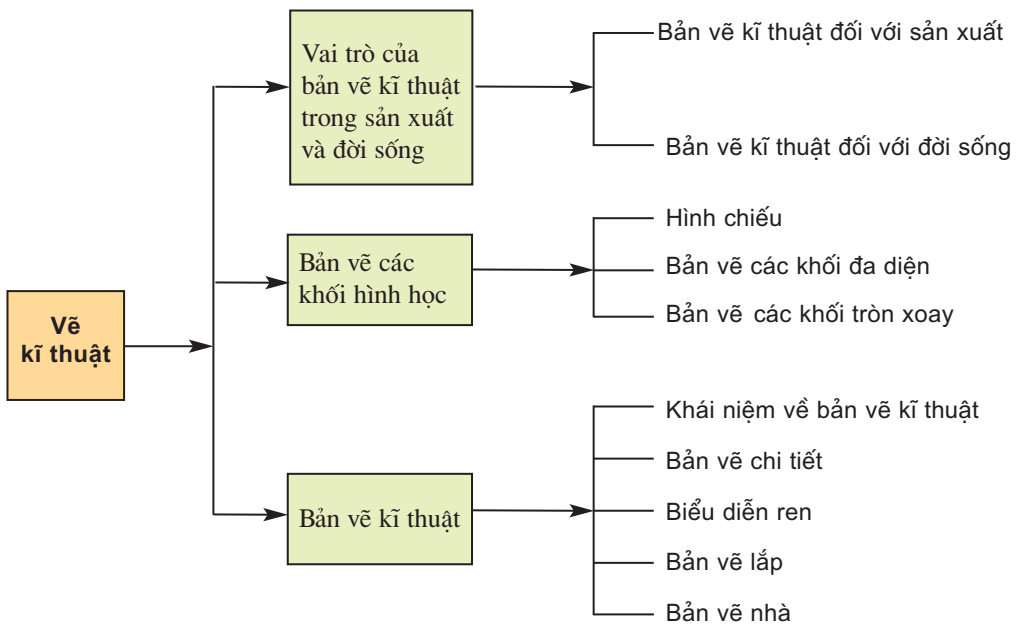 Vẽ
kĩ thuật
Vai trò của
bản vẽ kĩ thuật
trong sản xuất
và đời sống
Bản vẽ kĩ thuật đối với sản xuất
Bản vẽ kĩ thuật đối với đời sống
Bản vẽ các
khối hình học
Hình chiếu
Bản vẽ các khối đa diện
Bản vẽ các khối tròn xoay
Bản vẽ kĩ thuật
Khái niệm về bản vẽ kĩ thuật
Bản vẽ chi tiết
Biểu diễn ren
Bản vẽ lắp
Bản vẽ nhà